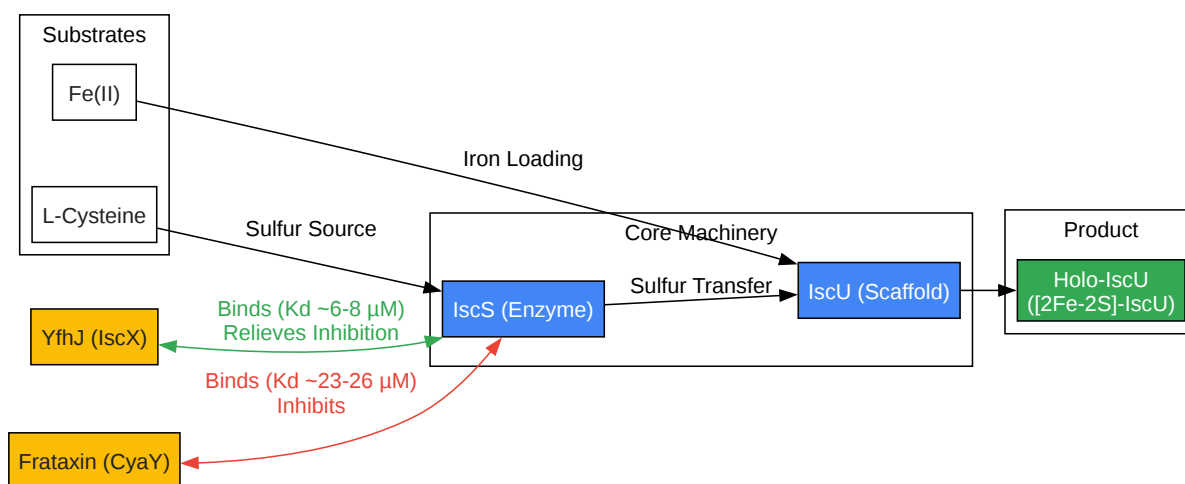 Substrates
Fe(II)
Iron Loading
L-Cysteine
Sulfur Source
Core Machinery
Product
IscS (Enzyme)
Sulfur Transfer
IscU (Scaffold)
Holo-IscU
([2Fe-2S]-IscU)
YfhJ (IscX)
Binds (Kd ~6-8 µM)
Relieves Inhibition
Binds (Kd ~23-26 µM)
Inhibits
Frataxin (CyaY)